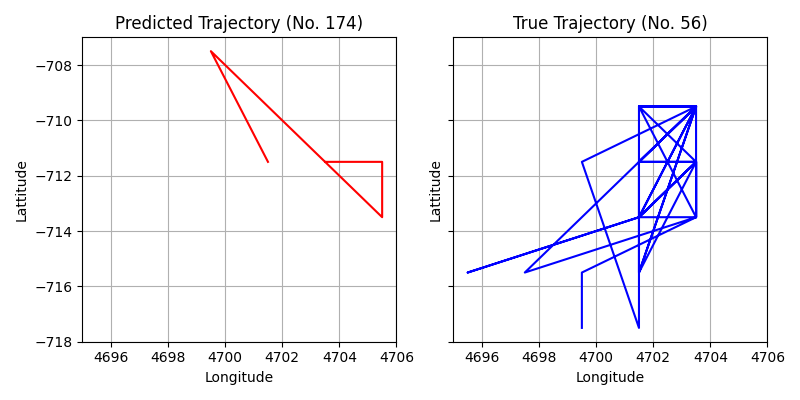 Predicted Trajectory (No. 174)
True Trajectory (No. 56)
Lattitude
−708
−710
−712
−714
−716
−718
4696 4698 4700 4702 4704 4706
Longitude
Lattitude
4696 4698 4700 4702 4704 4706
Longitude